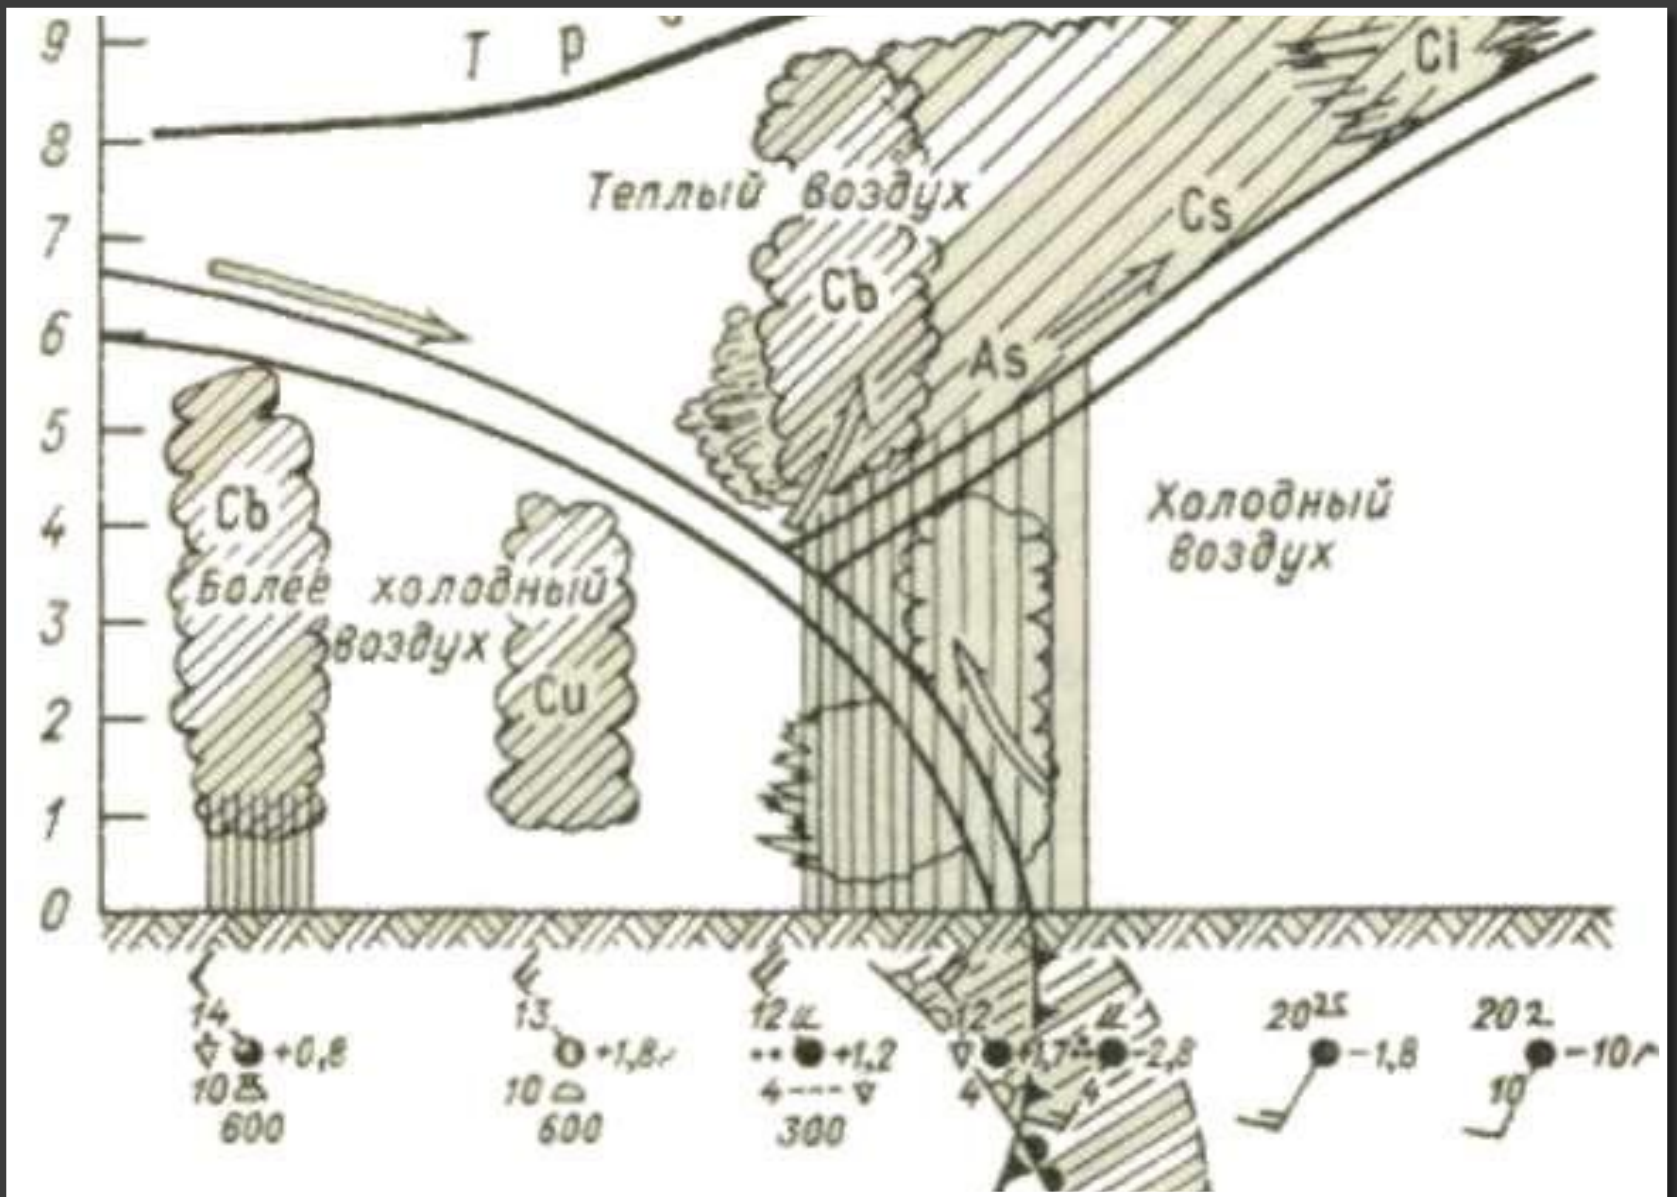 9
Т р
Ci
8
Теплый воздух
Cs
7
Cb
6
As
5
Cb
Холодный
воздух
4
Более холодный
воздух
3
Cu
2
1
0
14
13
12
12
20
20
+0,8
+1,8
+1,2
+1,7
-2,8
-1,8
-10
10
10
4
4
4
10
600
600
300